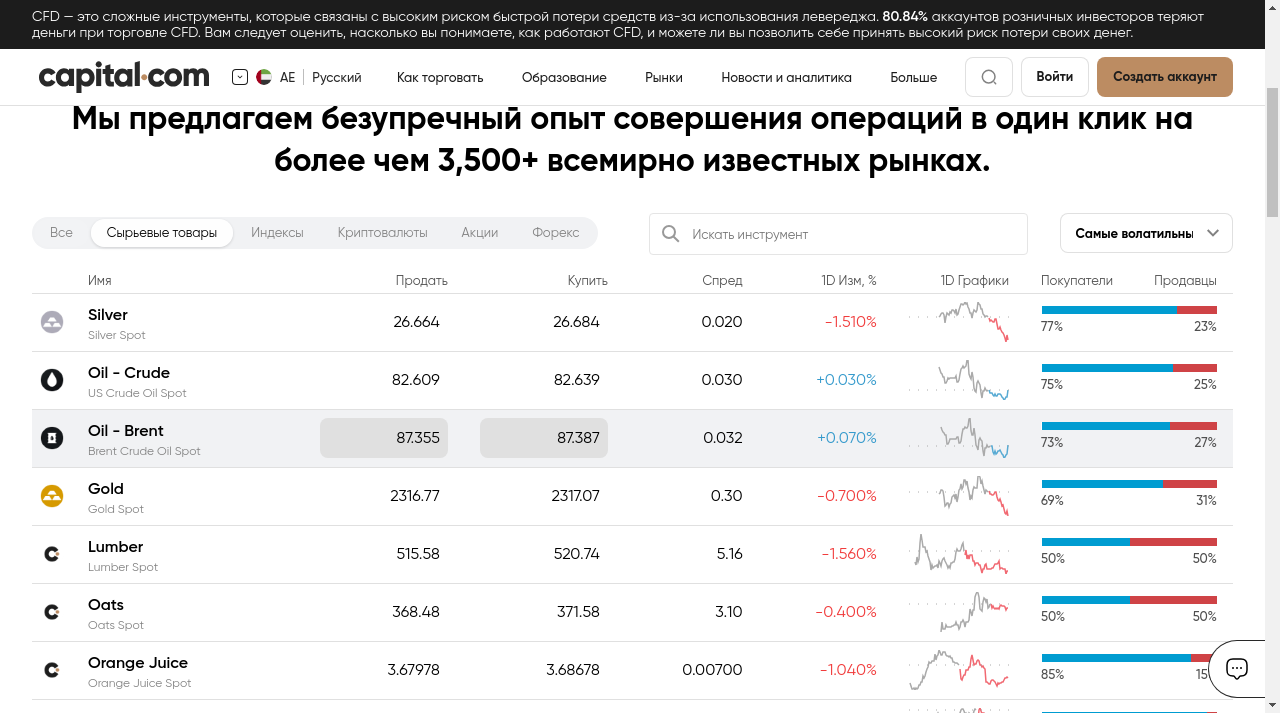 CFD — это сложные инструменты, которые связаны с высоким риском быстрой потери средств из-за использования левереджа. 80.84% аккаунтов розничных инвесторов теряют
деньги при торговле CFD. Вам следует оценить, насколько вы понимаете, как работают CFD, и можете ли вы позволить себе принять высокий риск потери своих денег.
capital.com AE Русский Как торговать Образование Рынки Новости и аналитика Больше Войти Создать аккаунт
Мы предлагаем безупречный опыт совершения операций в один клик на
более чем 3,500+ всемирно известных рынках.
Все Сырьевые товары Индексы Криптовалюты Акции Форекс Искать инструмент Самые волатильны
Имя Продать Купить Спред 1D Изм, % 1D Графики Покупатели Продавцы
Silver 26.664 26.684 0.020 -1.510% 77% 23%
Silver Spot
Oil - Crude 82.609 82.639 0.030 +0.030% 75% 25%
US Crude Oil Spot
Oil - Brent 87.355 87.387 0.032 +0.070% 73% 27%
Brent Crude Oil Spot
Gold 2316.77 2317.07 0.30 -0.700% 69% 31%
Gold Spot
Lumber 515.58 520.74 5.16 -1.560% 50% 50%
Lumber Spot
Oats 368.48 371.58 3.10 -0.400% 50% 50%
Oats Spot
Orange Juice 3.67978 3.68678 0.00700 -1.040% 85% 15
Orange Juice Spot